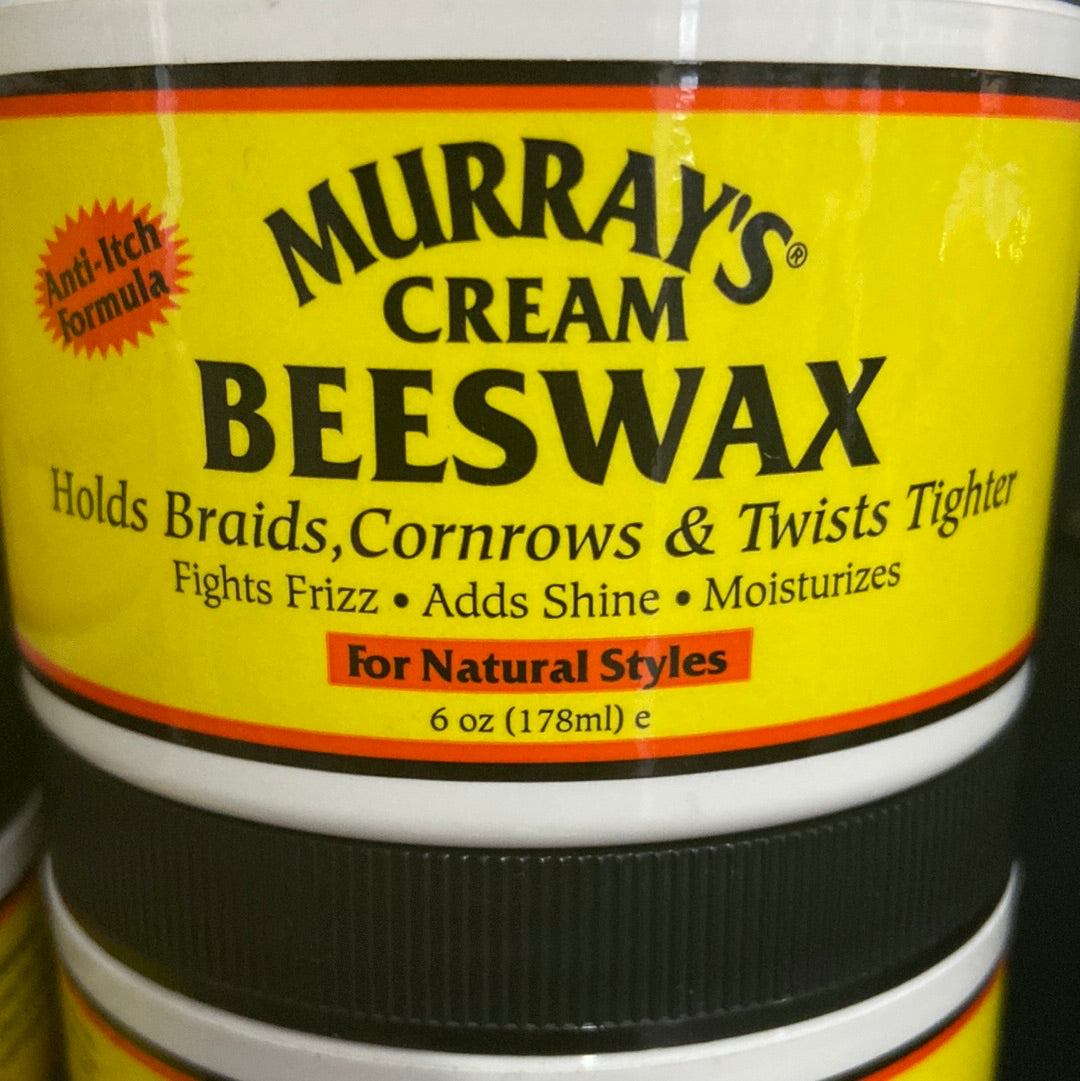 MURRAY'S®
CREAM
BEESWAX
Anti-Itch
Formula
Holds Braids, Cornrows & Twists Tighter
Fights Frizz • Adds Shine • Moisturizes
For Natural Styles
6 oz (178ml) e